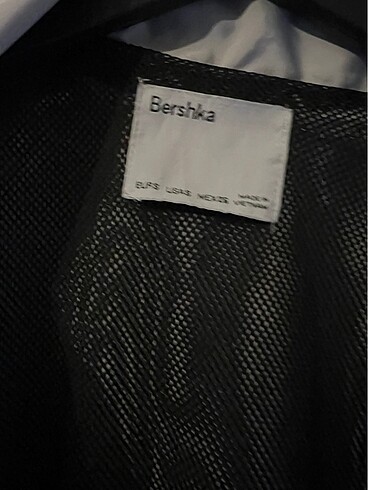 Bershka
EUR S USA S MEX 26 MADE IN
VIETNAM